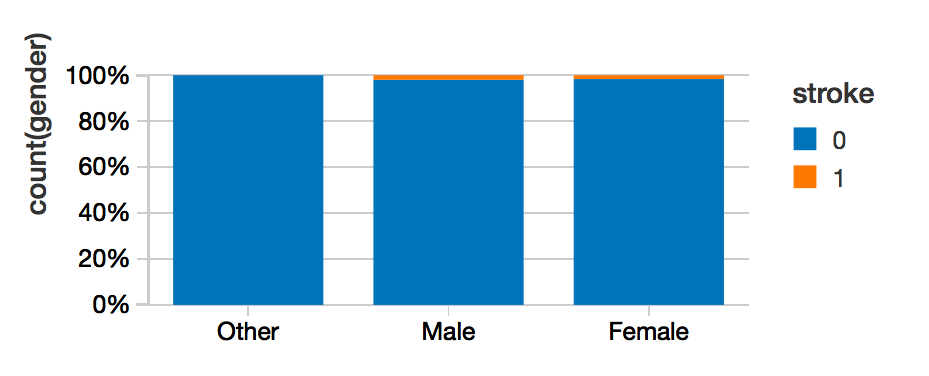 count(gender)
100%
80%
60%
40%
20%
0%
Other
Male
Female
stroke
0
1